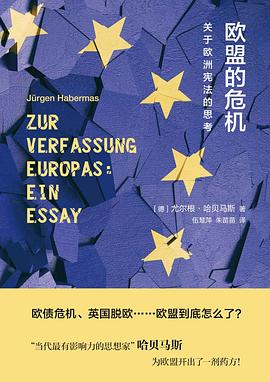 欧盟的危机
关于欧洲宪法的思考
Jürgen Habermas
ZUR
VERFASSUNG
EUROPAS:
EIN
ESSAY
[德] 尤尔根·哈贝马斯 著
伍慧萍 朱苗苗 译
欧债危机、英国脱欧……欧盟到底怎么了?
“当代最有影响力的思想家”哈贝马斯
为欧盟开出了一剂药方!